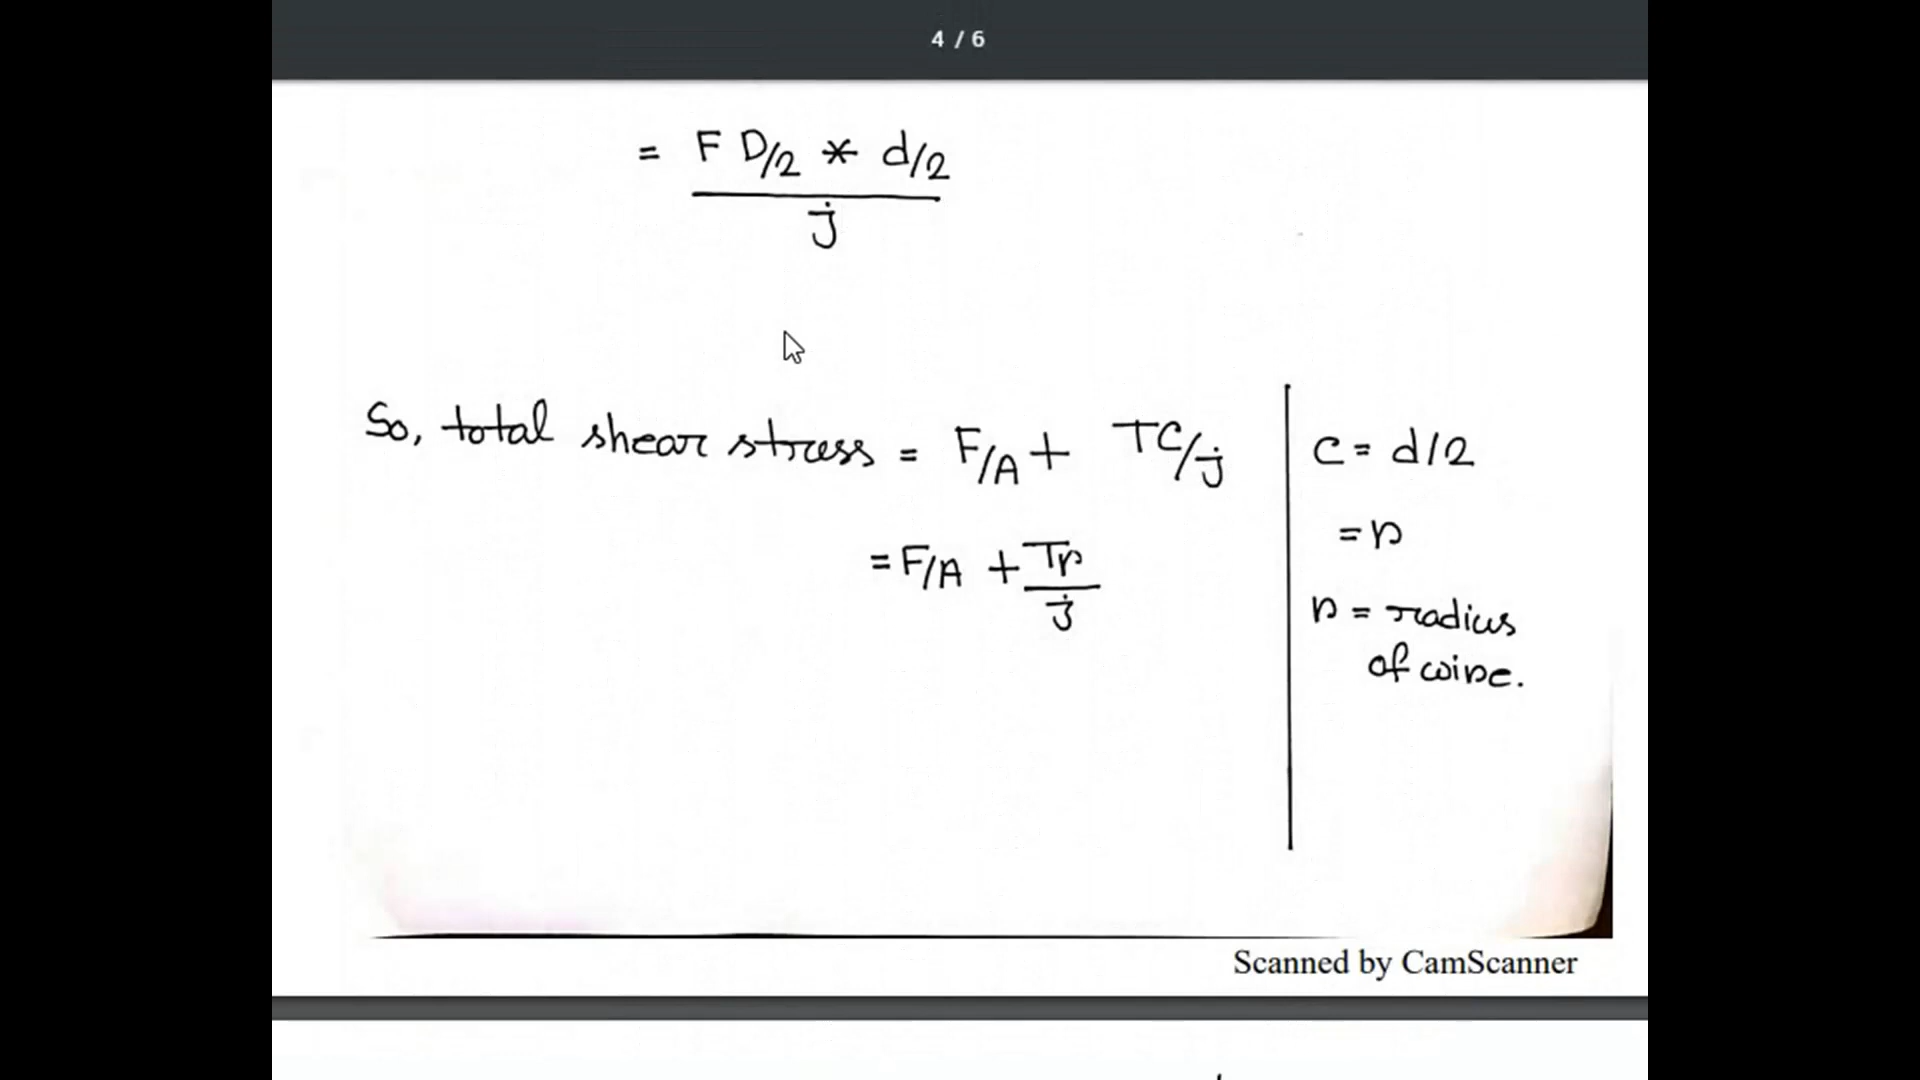 4 / 6
= F D/2 * d/2
j
So, total shear stress = F/A + TC/j
= F/A + Tr
j
C = d/2
= r
r = radius
of wire.
Scanned by CamScanner